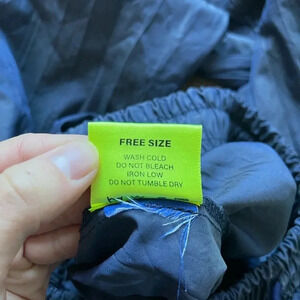 FREE SIZE
WASH COLD
DO NOT BLEACH
IRON LOW
DO NOT TUMBLE DRY